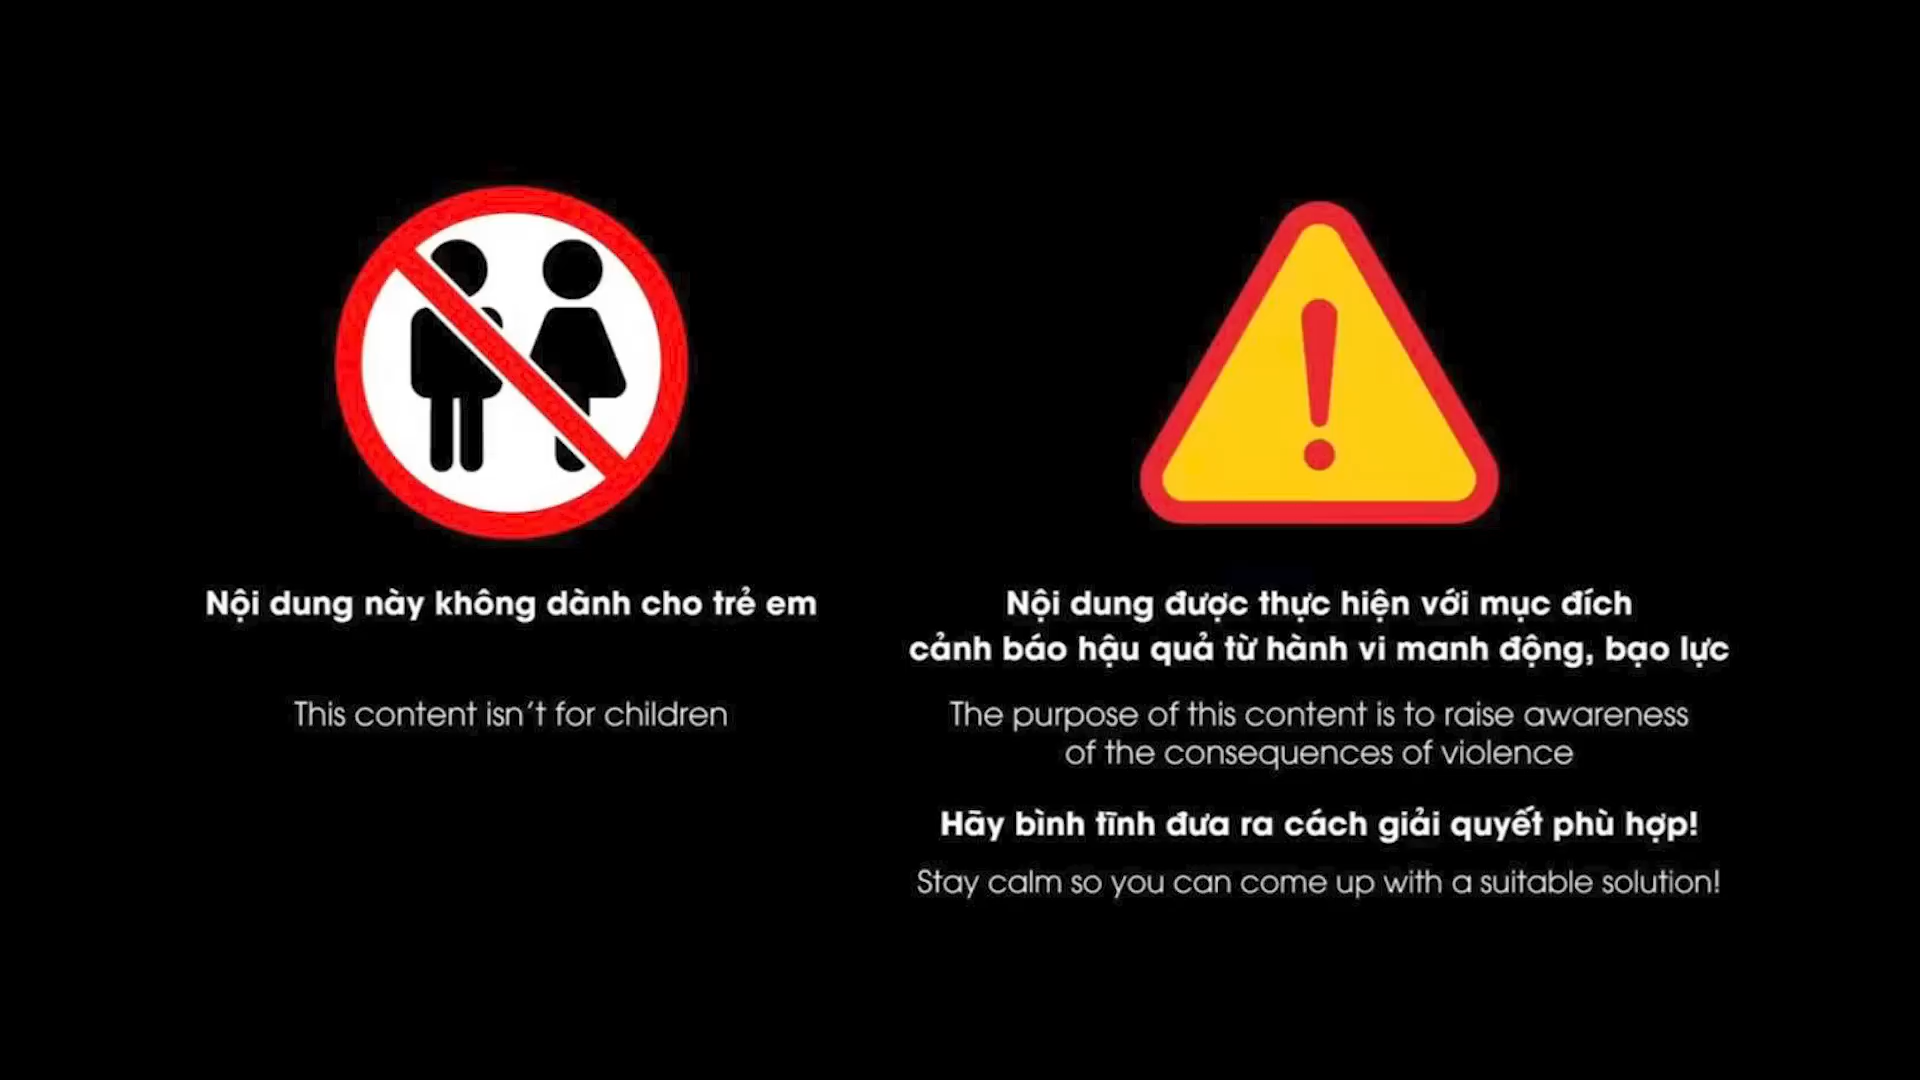 Nội dung này không dành cho trẻ em
This content isn't for children
Nội dung được thực hiện với mục đích
cảnh báo hậu quả từ hành vi manh động, bạo lực
The purpose of this content is to raise awareness
of the consequences of violence
Hãy bình tĩnh đưa ra cách giải quyết phù hợp!
Stay calm so you can come up with a suitable solution!